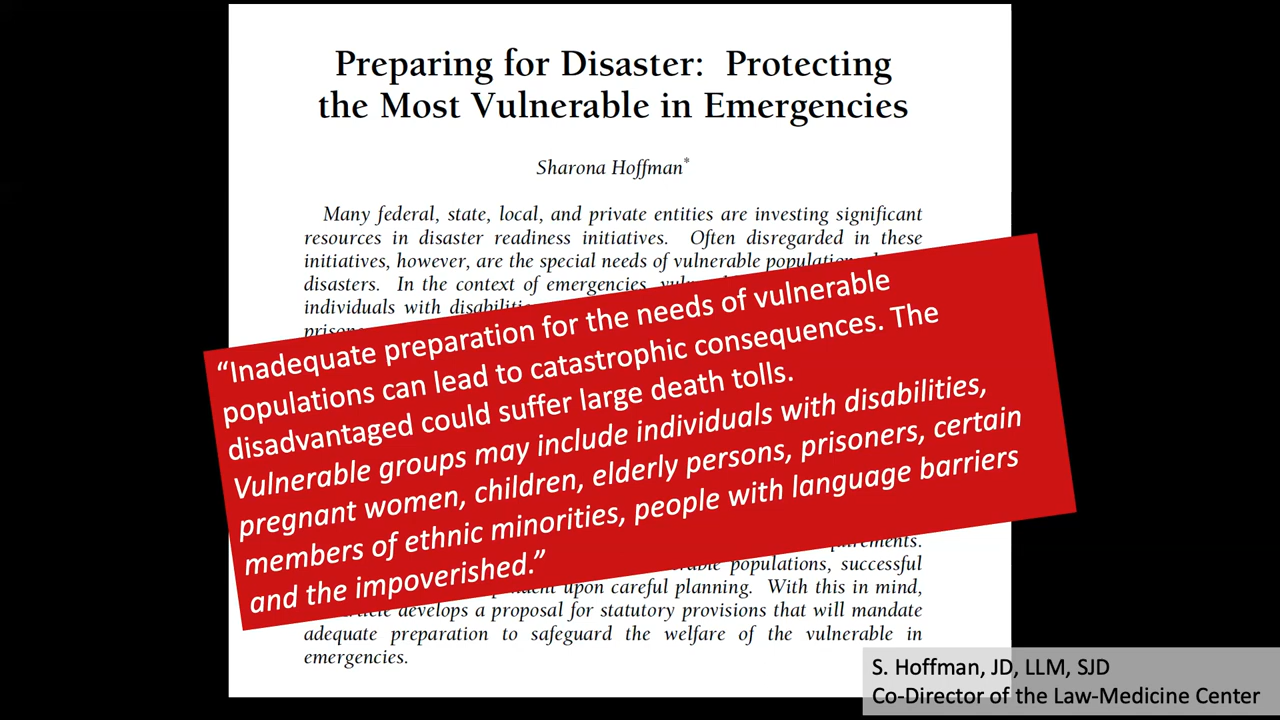 Preparing for Disaster: Protecting
the Most Vulnerable in Emergencies
Sharona Hoffman*
Many federal, state, local, and private entities are investing significant
resources in disaster readiness initiatives. Often disregarded in these
initiatives, however, are the special needs of vulnerable populations
disasters. In the context of emergencies,
individuals with
“Inadequate preparation for the needs of vulnerable
populations can lead to catastrophic consequences. The
disadvantaged could suffer large death tolls.
Vulnerable groups may include individuals with disabilities,
pregnant women, children, elderly persons, prisoners, certain
members of ethnic minorities, people with language barriers
and the impoverished.”
populations, successful
upon careful planning. With this in mind,
develops a proposal for statutory provisions that will mandate
adequate preparation to safeguard the welfare of the vulnerable in
emergencies.
S. Hoffman, JD, LLM, SJD
Co-Director of the Law-Medicine Center